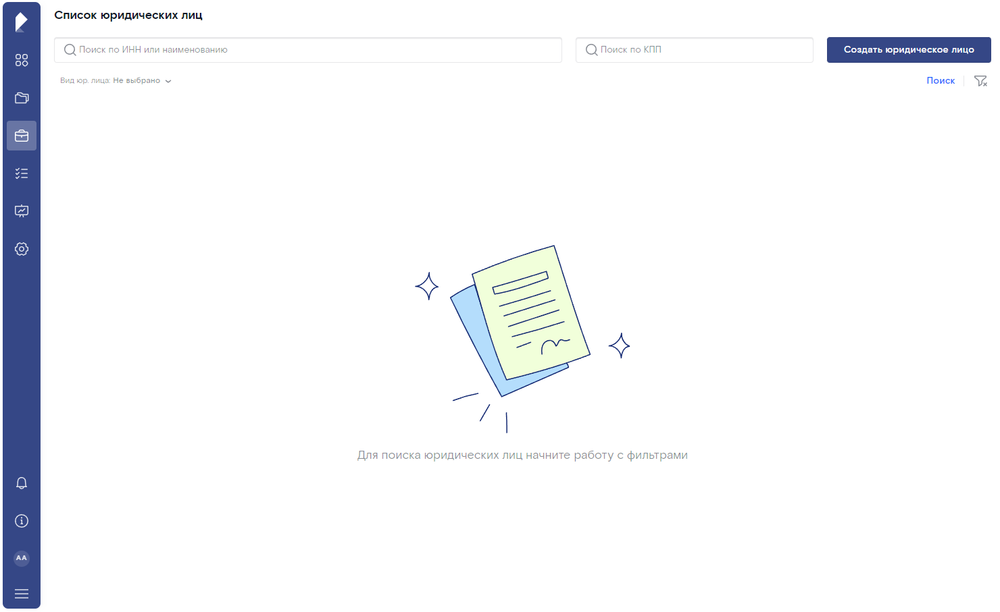 Список юридических лиц
Поиск по ИНН или наименованию
Поиск по КПП
Создать юридическое лицо
Вид юр. лица: Не выбрано
Поиск
Для поиска юридических лиц начните работу с фильтрами
AA